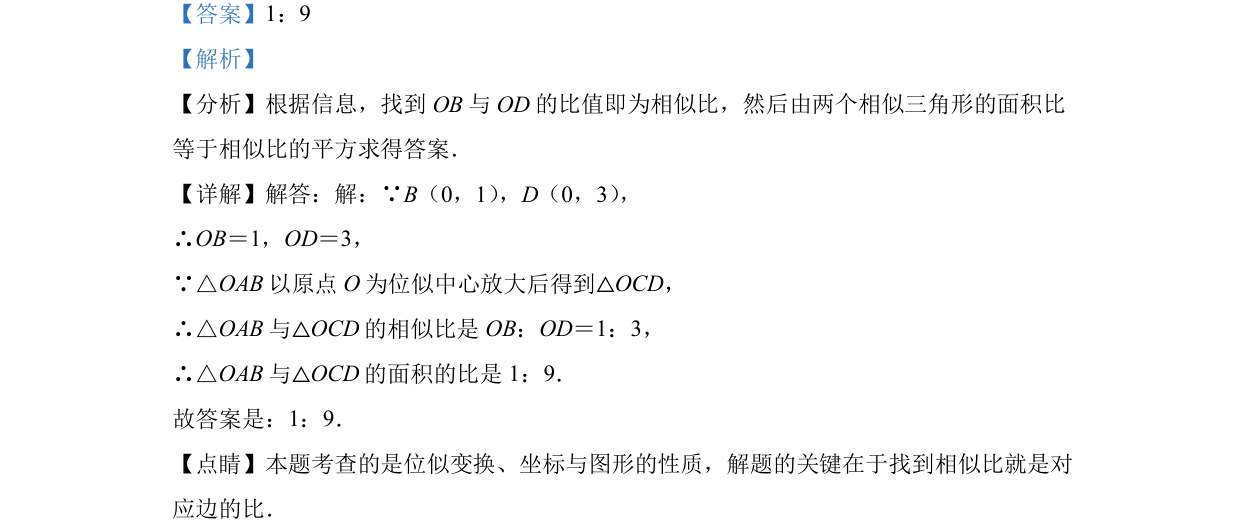 【答案】1：9
【解析】
【分析】根据信息，找到 OB 与 OD 的比值即为相似比，然后由两个相似三角形的面积比
等于相似比的平方求得答案．
【详解】解答：解：∵B（0，1），D（0，3），
∴OB＝1，OD＝3，
∵△OAB 以原点 O 为位似中心放大后得到△OCD，
∴△OAB 与△OCD 的相似比是 OB：OD＝1：3，
∴△OAB 与△OCD 的面积的比是 1：9．
故答案是：1：9．
【点睛】本题考查的是位似变换、坐标与图形的性质，解题的关键在于找到相似比就是对
应边的比．